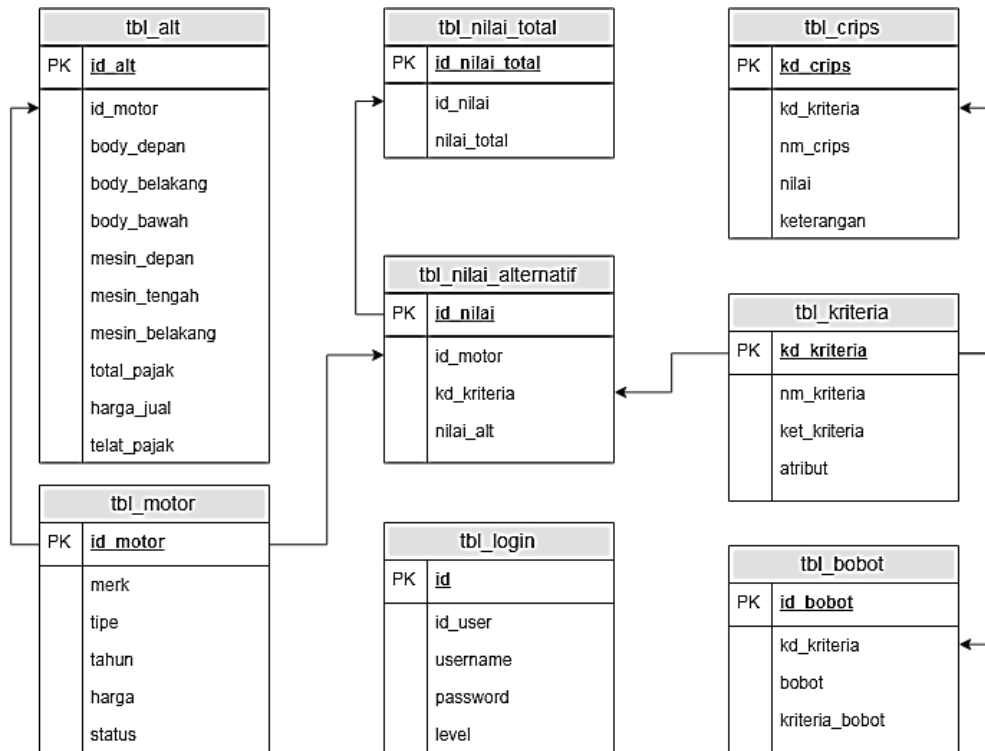 tbl_alt
PK id_alt
id_motor
body_depan
body_belakang
body_bawah
mesin_depan
mesin_tengah
mesin_belakang
total_pajak
harga_jual
telat_pajak
tbl_motor
PK id_motor
merk
tipe
tahun
harga
status
tbl_nilai_total
PK id_nilai_total
id_nilai
nilai_total
tbl_nilai_alternatif
PK id_nilai
id_motor
kd_kriteria
nilai_alt
tbl_login
PK id
id_user
username
password
level
tbl_crips
PK kd_crips
kd_kriteria
nm_crips
nilai
keterangan
tbl_kriteria
PK kd_kriteria
nm_kriteria
ket_kriteria
atribut
tbl_bobot
PK id_bobot
kd_kriteria
bobot
kriteria_bobot